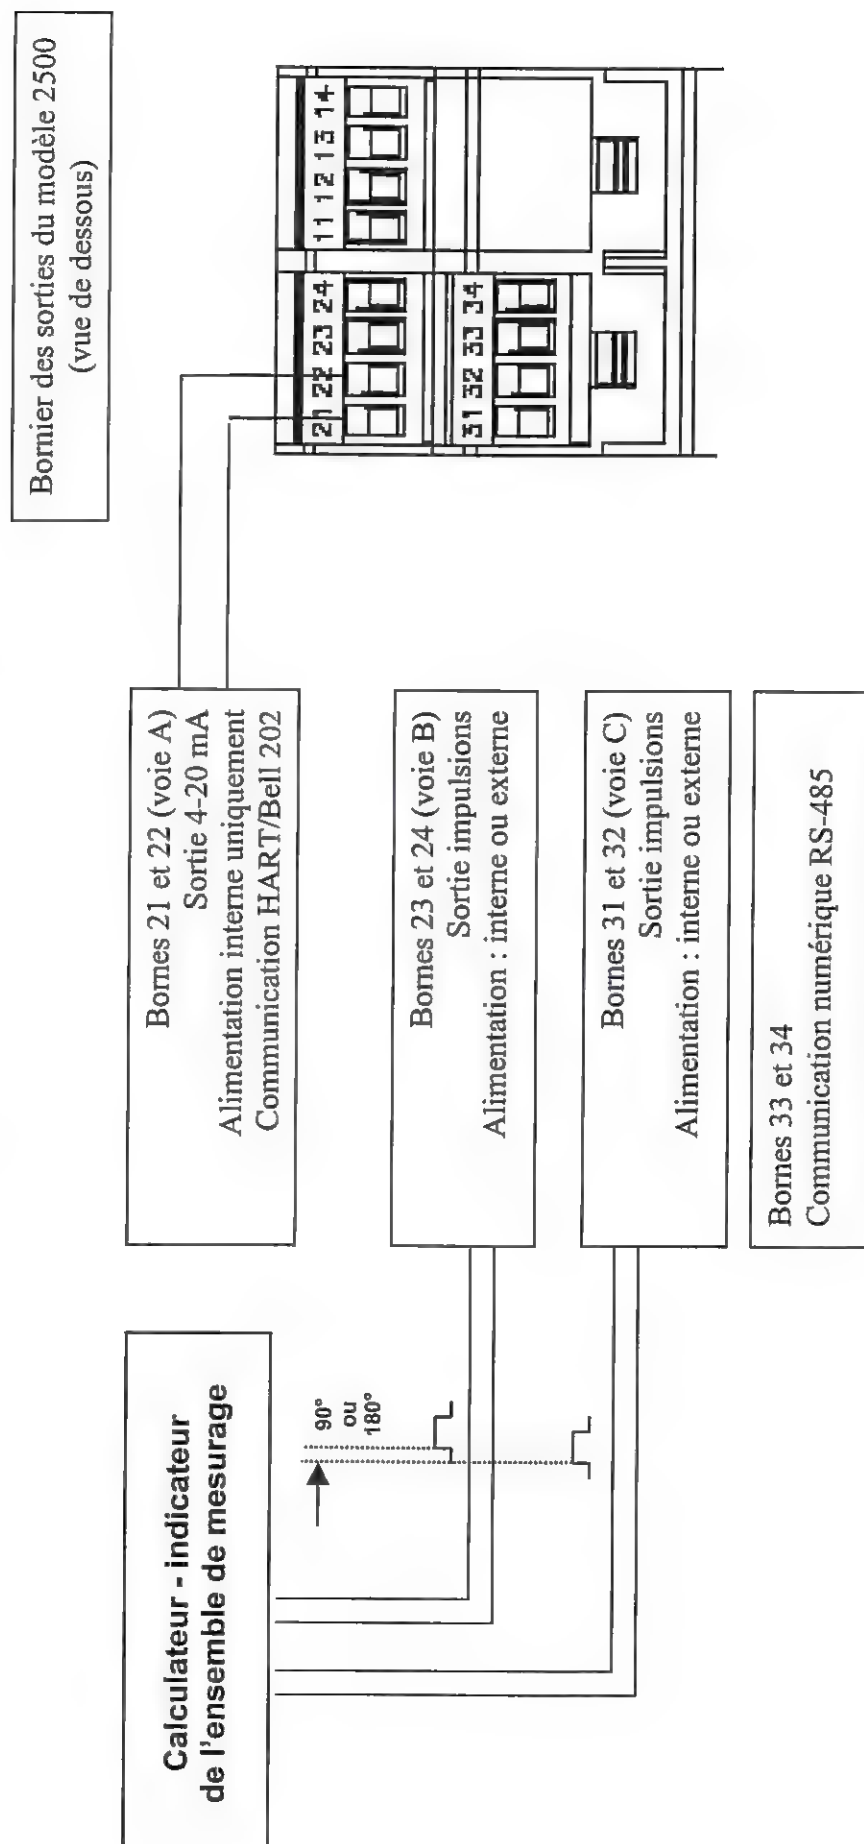 Bornier des sorties du modèle 2500
(vue de dessous)
21 22 23 24
11 12 13 14
31 32 33 34
Bornes 21 et 22 (voie A)
Sortie 4-20 mA
Alimentation interne uniquement
Communication HART/Bell 202
Bornes 23 et 24 (voie B)
Sortie impulsions
Alimentation : interne ou externe
Bornes 31 et 32 (voie C)
Sortie impulsions
Alimentation : interne ou externe
Bornes 33 et 34
Communication numérique RS-485
Calculateur - indicateur
de l'ensemble de mesurage
90°
ou
180°